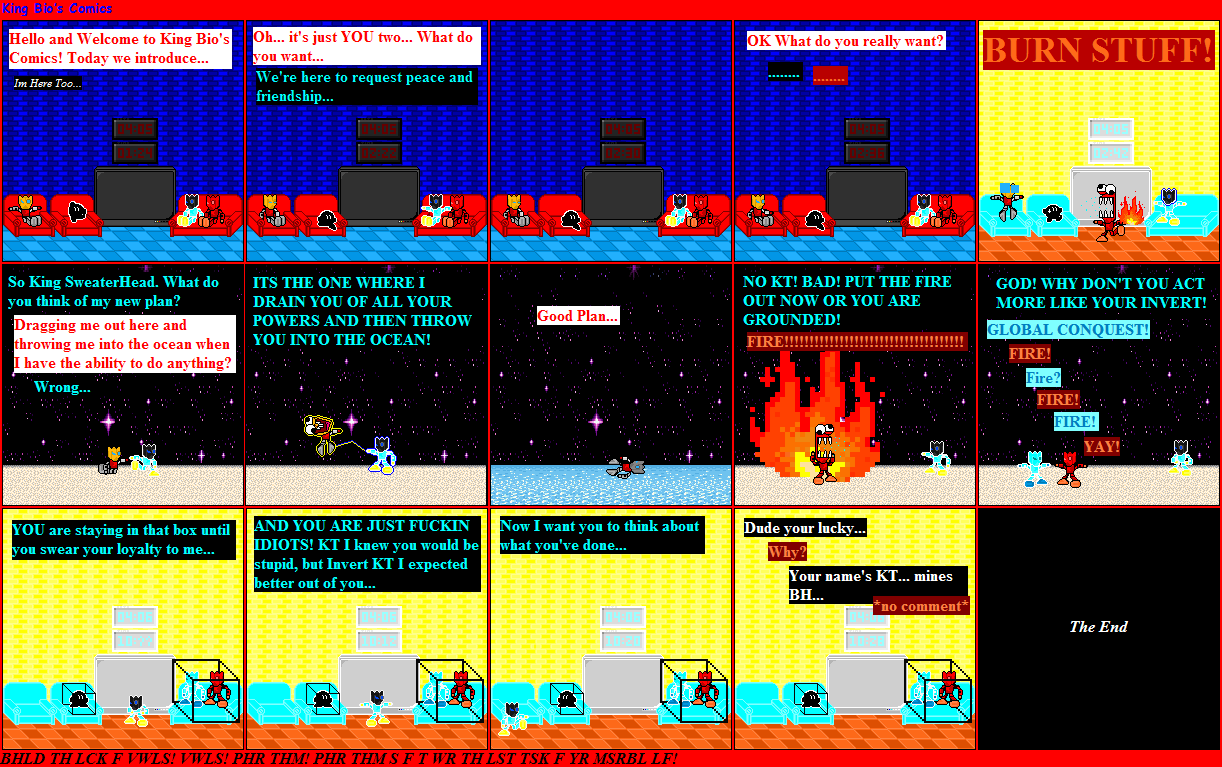 King Bio's Comics
Hello and Welcome to King Bio's
Comics! Today we introduce...
Im Here Too...
04:05
Oh... it's just YOU two... What do
you want...
We're here to request peace and
friendship...
04:05
04:05
OK What do you really want?
........
........
04:05
BURN STUFF!
So King SweaterHead. What do
you think of my new plan?
Dragging me out here and
throwing me into the ocean when
I have the ability to do anything?
Wrong...
ITS THE ONE WHERE I
DRAIN YOU OF ALL YOUR
POWERS AND THEN THROW
YOU INTO THE OCEAN!
Good Plan...
NO KT! BAD! PUT THE FIRE
OUT NOW OR YOU ARE
GROUNDED!
FIRE!!!!!!!!!!!!!!!!!!!!!!!!!!!!!!!!!!!!
GOD! WHY DON'T YOU ACT
MORE LIKE YOUR INVERT!
GLOBAL CONQUEST!
FIRE!
Fire?
FIRE!
FIRE!
YAY!
YOU are staying in that box until
you swear your loyalty to me...
AND YOU ARE JUST FUCKIN
IDIOTS! KT I knew you would be
stupid, but Invert KT I expected
better out of you...
Now I want you to think about
what you've done...
Dude your lucky...
Why?
Your name's KT... mines
BH...
*no comment*
The End
BHLD TH LCK F VWLS! VWLS! PHR THM! PHR THM S F T WR TH LST TSK F YR MSRBL LF!